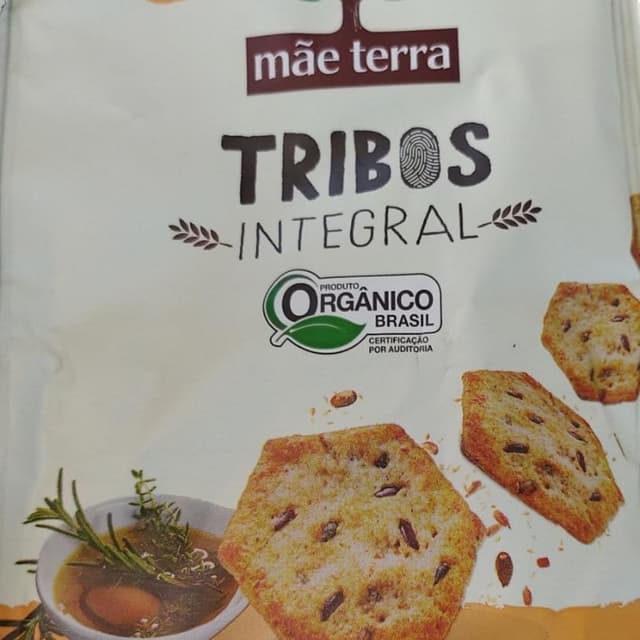 mãe terra
TRIBOS
INTEGRAL
PRODUTO
ORGÂNICO
BRASIL
CERTIFICAÇÃO
POR AUDITORIA